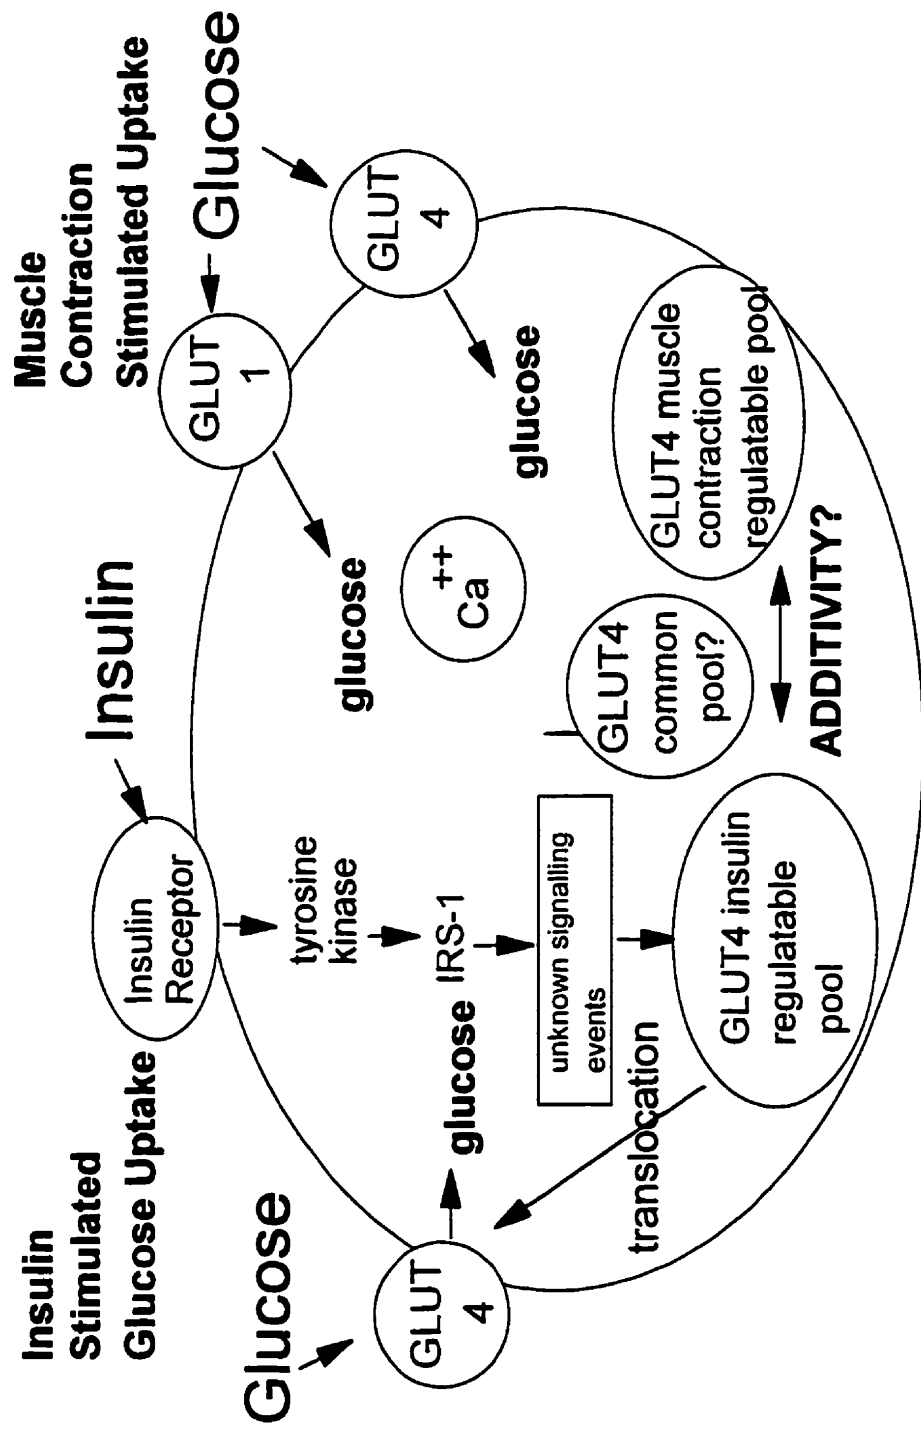 Insulin
Stimulated
Glucose Uptake
Muscle
Contraction
Stimulated Uptake
Insulin
Glucose
Glucose
Insulin
Receptor
GLUT
1
GLUT
4
GLUT
4
tyrosine
kinase
IRS-1
glucose
glucose
glucose
++
Ca
unknown signalling
events
translocation
GLUT4 insulin
regulatable
pool
GLUT4
common
pool?
GLUT4 muscle
contraction
regulatable pool
ADDITIVITY?